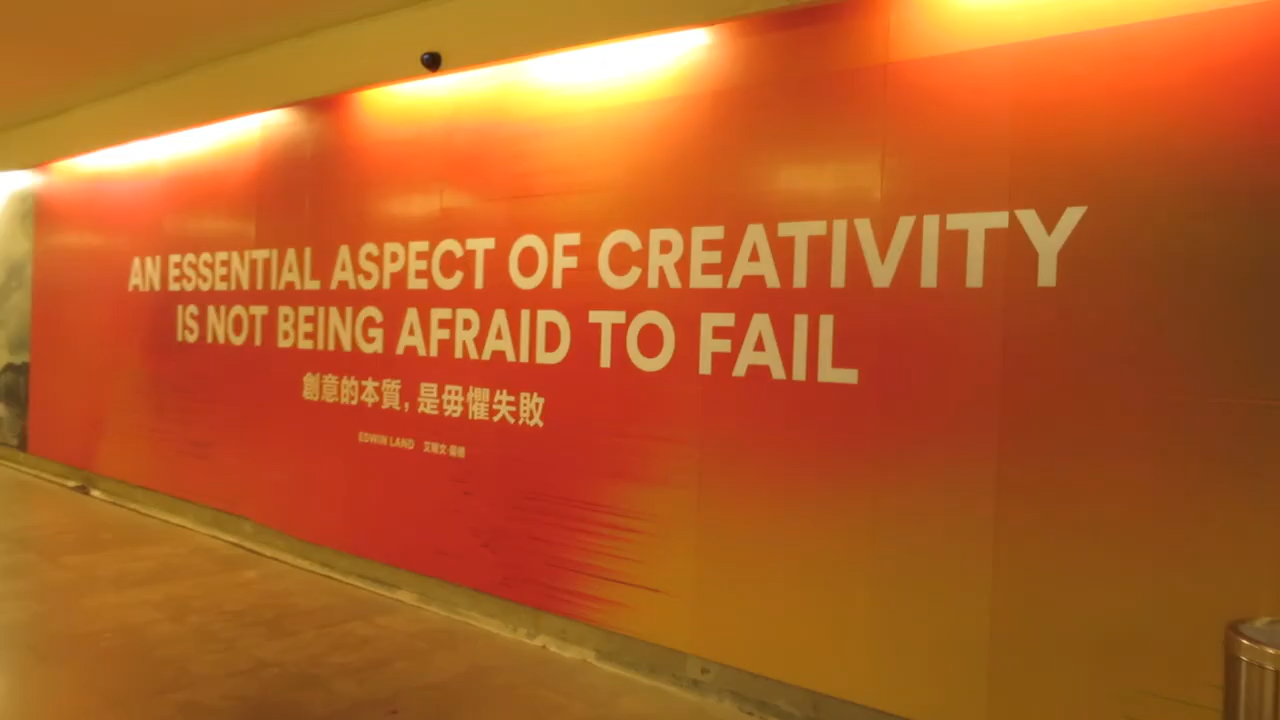 AN ESSENTIAL ASPECT OF CREATIVITY
IS NOT BEING AFRAID TO FAIL
創意的本質，是毋懼失敗
EDWIN LAND